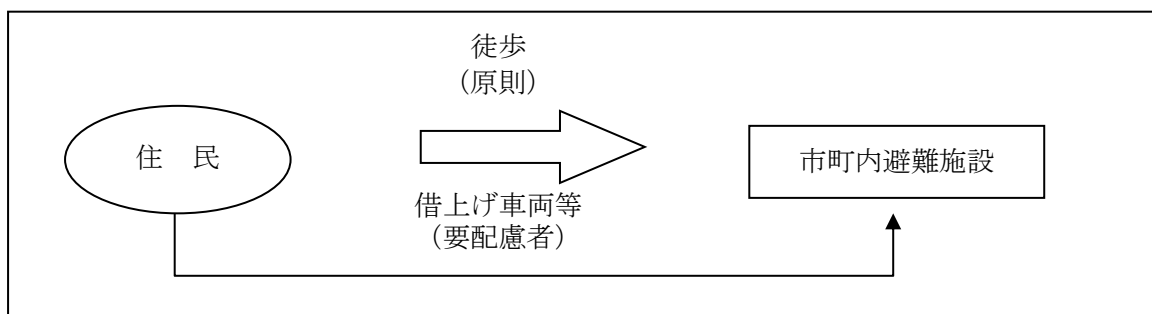 徒歩
（原則）
住　民
市町内避難施設
借上げ車両等
（要配慮者）